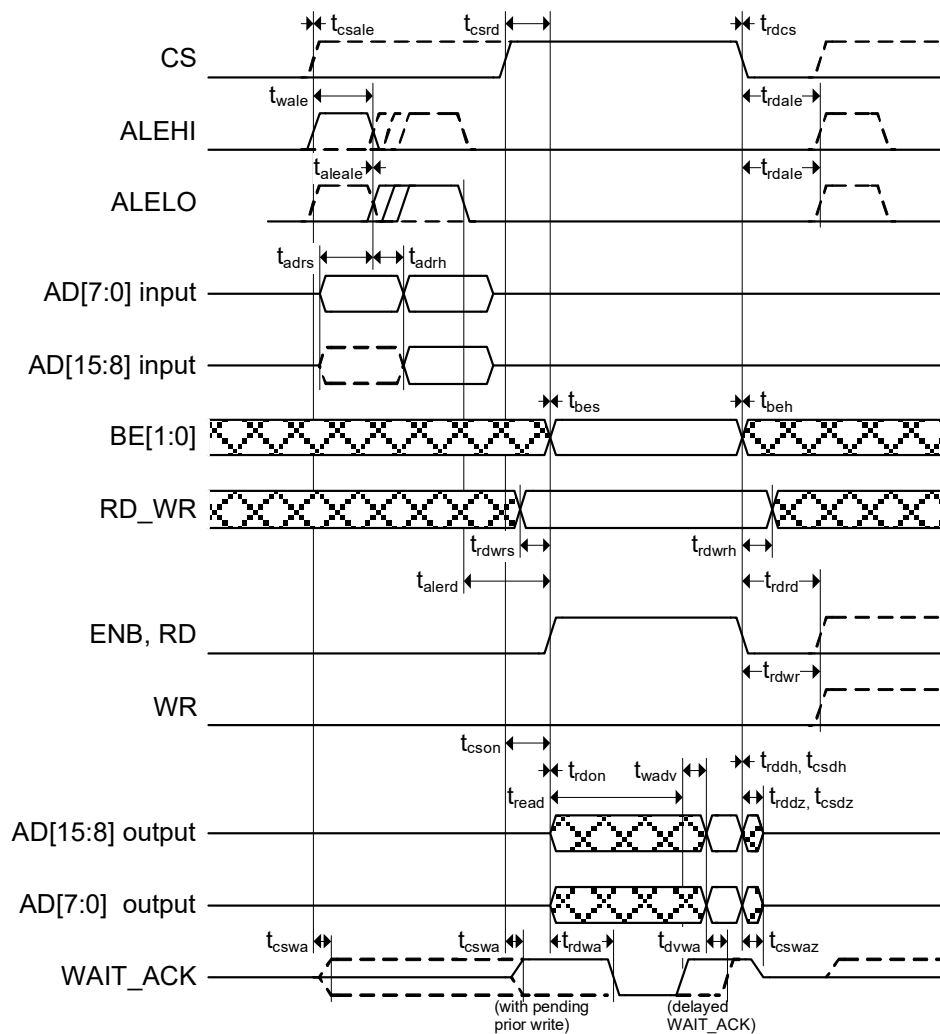 t_csale t_csrd t_rdcs
CS
t_wale t_rdale
ALEHI
t_aleale t_rdale
ALELO
t_adrs t_adrh
AD[7:0] input
AD[15:8] input
t_bes t_beh
BE[1:0]
RD_WR
t_rdwrs t_rdwrh
t_alerd t_rdrd
ENB, RD
t_rdwr
WR
t_cson
t_rdon t_wadv t_rddh, t_csdh
t_read t_rddz, t_csdz
AD[15:8] output
AD[7:0] output
t_cswa t_cswa t_rdwa t_dvwa t_cswaz
WAIT_ACK
(with pending (delayed
prior write) WAIT_ACK)